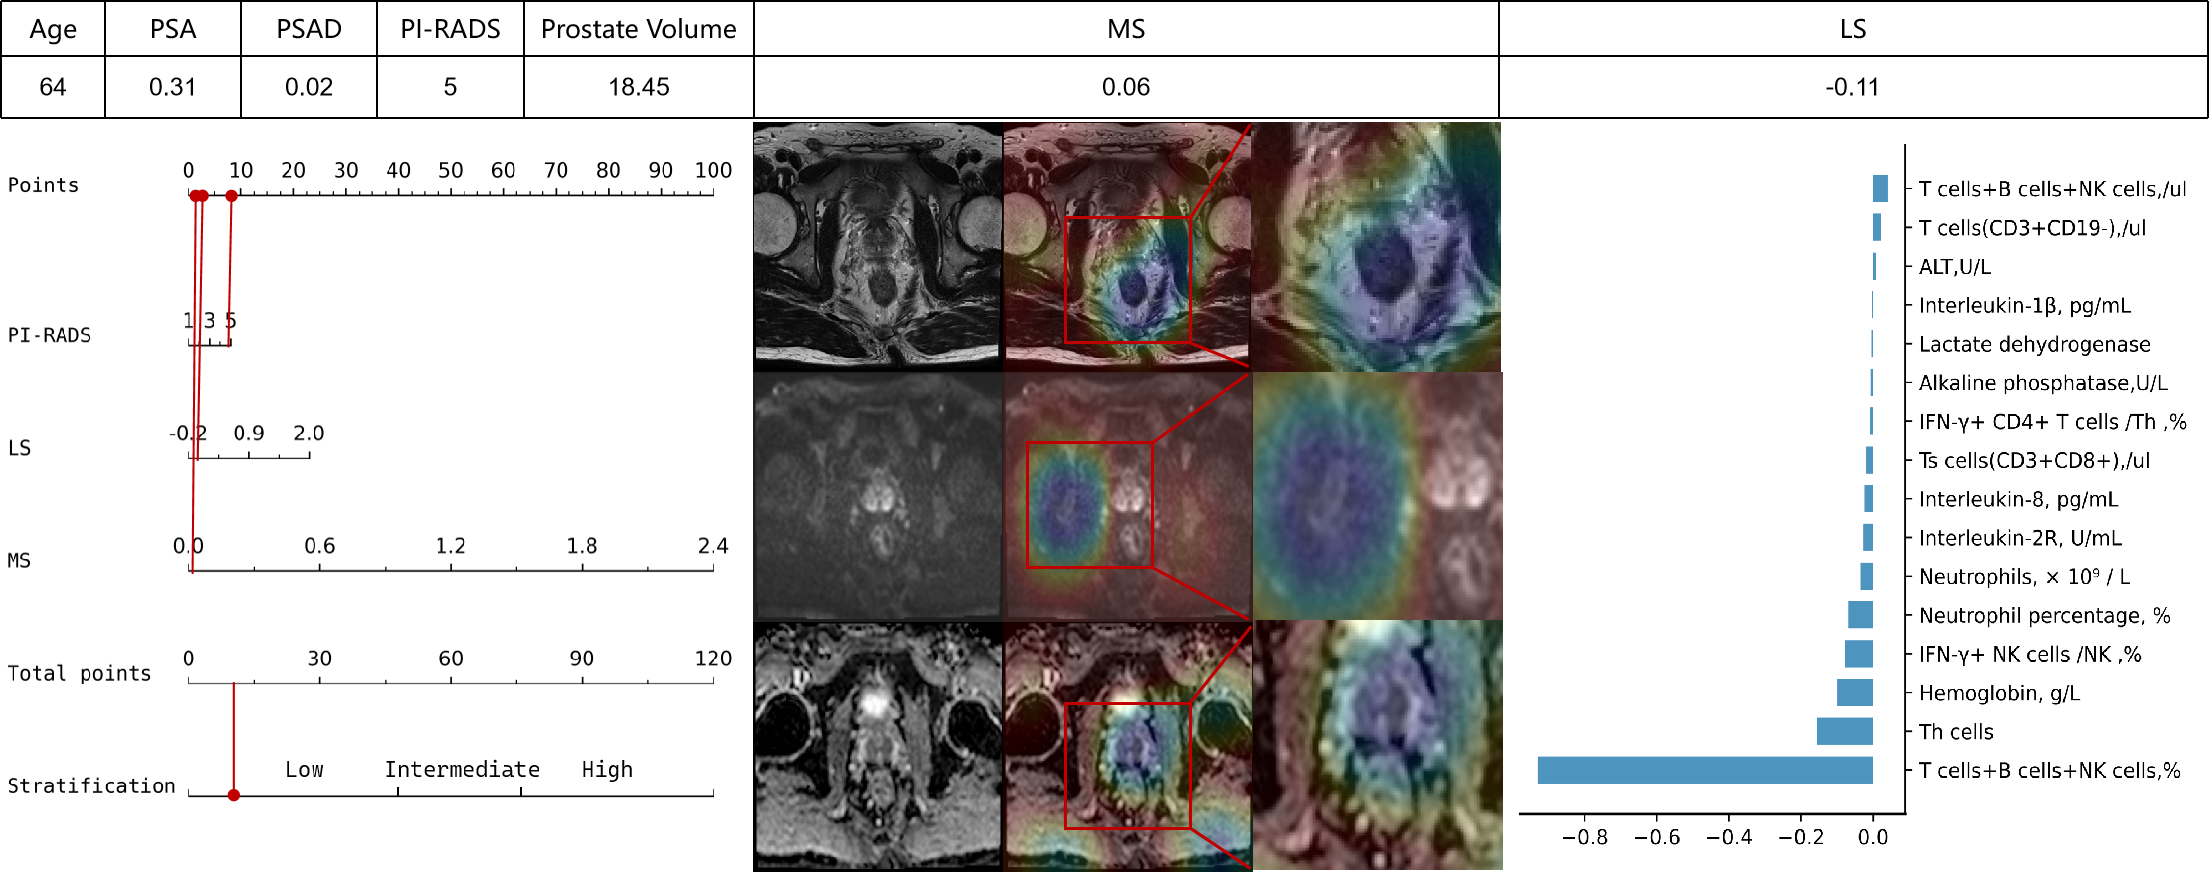 Age PSA PSAD PI-RADS Prostate Volume MS LS
64 0.31 0.02 5 18.45 0.06 -0.11
Points 0 10 20 30 40 50 60 70 80 90 100
PI-RADS 1 3 5
LS -0.2 0.9 2.0
MS 0.0 0.6 1.2 1.8 2.4
Total points 0 30 60 90 120
Stratification Low Intermediate High
T cells+B cells+NK cells,/ul
T cells(CD3+CD19-),/ul
ALT,U/L
Interleukin-1β, pg/mL
Lactate dehydrogenase
Alkaline phosphatase,U/L
IFN-γ+ CD4+ T cells /Th ,%
Ts cells(CD3+CD8+),/ul
Interleukin-8, pg/mL
Interleukin-2R, U/mL
Neutrophils, × 10⁹ / L
Neutrophil percentage, %
IFN-γ+ NK cells /NK ,%
Hemoglobin, g/L
Th cells
T cells+B cells+NK cells,%
−0.8 −0.6 −0.4 −0.2 0.0